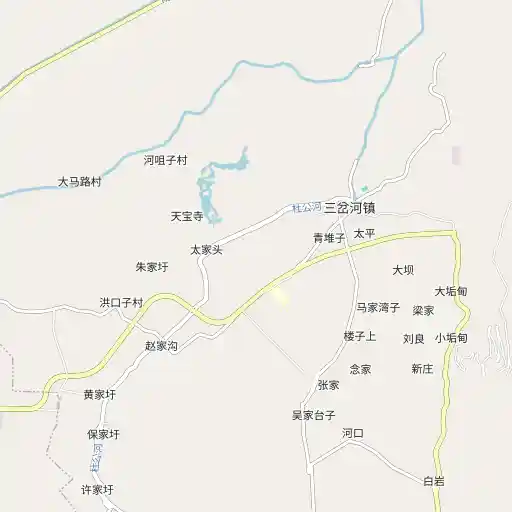 河咀子村
大马路村
杜公河
三岔河镇
天宝寺
青堆子
太平
太家头
朱家圩
大坝
大垢甸
洪口子村
马家湾子
梁家
楼子上
刘良
小垢甸
赵家沟
念家
新庄
张家
黄家圩
吴家台子
保家圩
河口
杜公河
白岩
许家圩